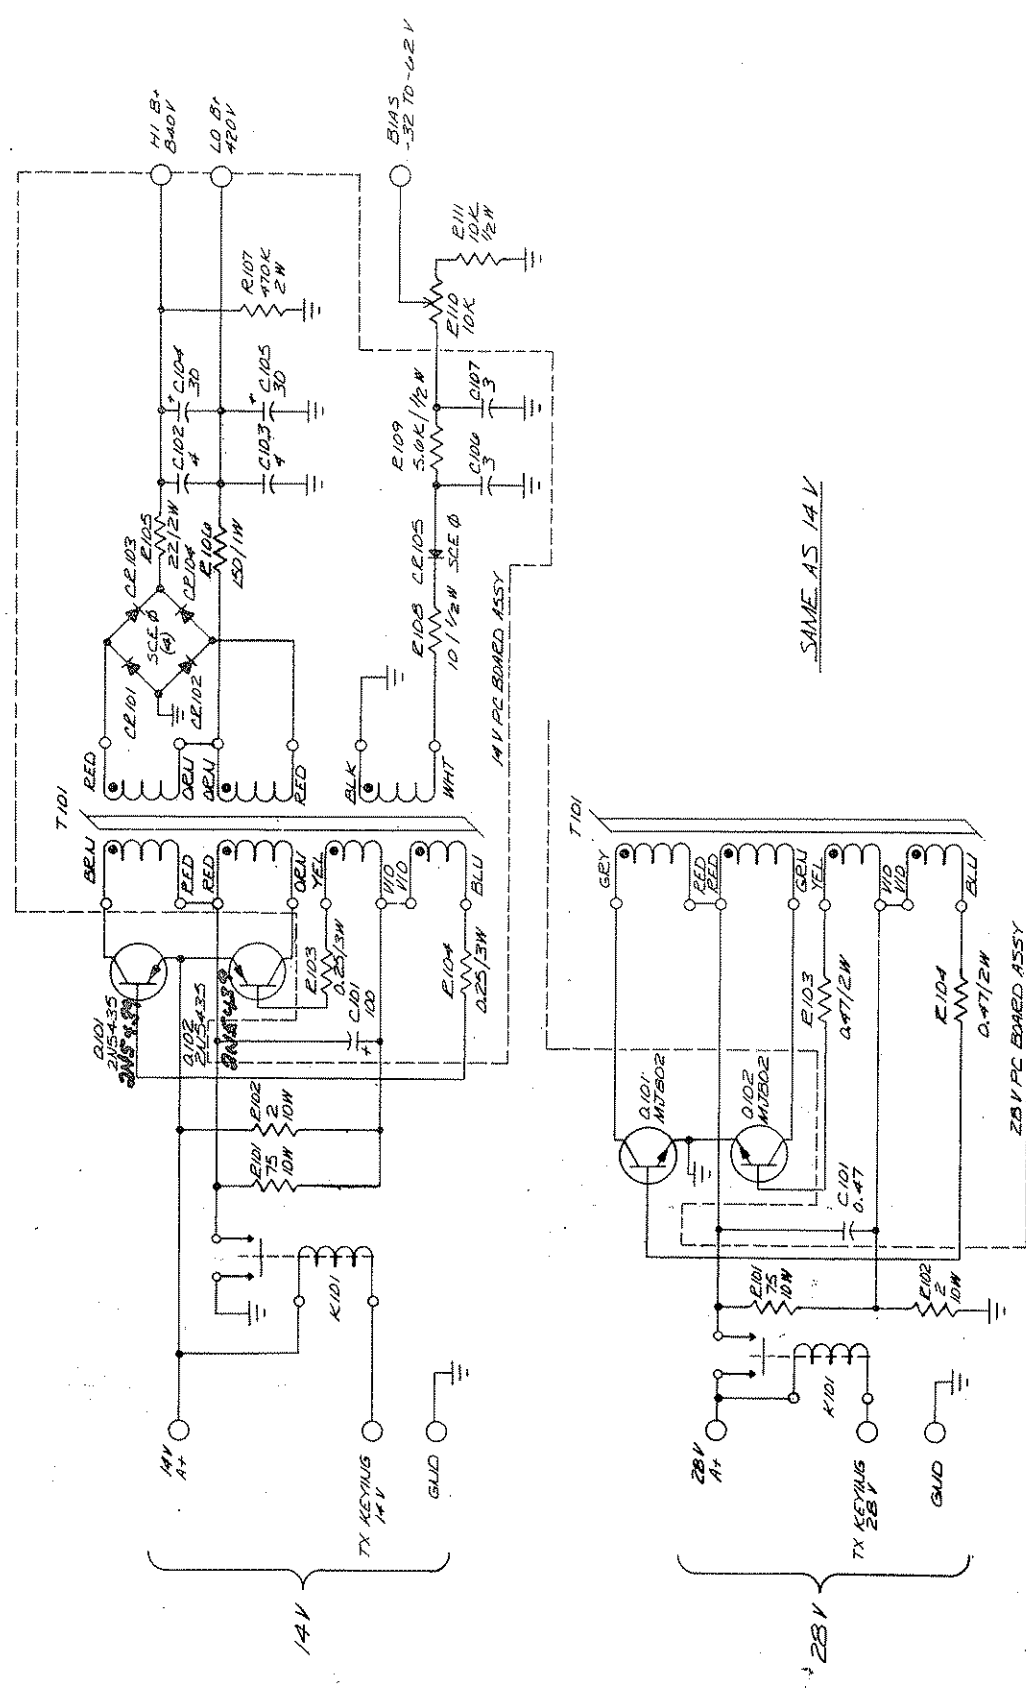 HI B+
840V
LO B+
420V
BIAS
-32 TO -62 V
R107
470K
2W
C104
30
+
C105
30
+
C102
4
C103
4
R105
22/2W
R106
150/1W
CR103
CR104
SCE Ø
(4)
CR101
CR102
R111
10K
1/2W
R110
10K
C107
3
R109
5.6K/1/2W
C106
3
CR105
SCE Ø
R108
10/1/2W
14V PC BOARD ASSY
T101
RED
ORN
ORN
RED
BLK
WHT
BRN
RED
RED
ORN
YEL
VIO
VIO
BLU
Q101
2N5435
2N5439
Q102
2N5435
2N5439
R103
0.25/3W
C101
100
+
R104
0.25/3W
R102
2
10W
R101
75
10W
K101
14V
A+
TX KEYING
14V
GND
14V
SAME AS 14V
T101
GRY
RED
RED
GRN
YEL
VIO
VIO
BLU
Q101
MJ802
Q102
MJ802
R103
0.47/2W
C101
0.47
R104
0.47/2W
28V PC BOARD ASSY
R101
75
10W
R102
2
10W
K101
28V
A+
TX KEYING
28V
GND
28V